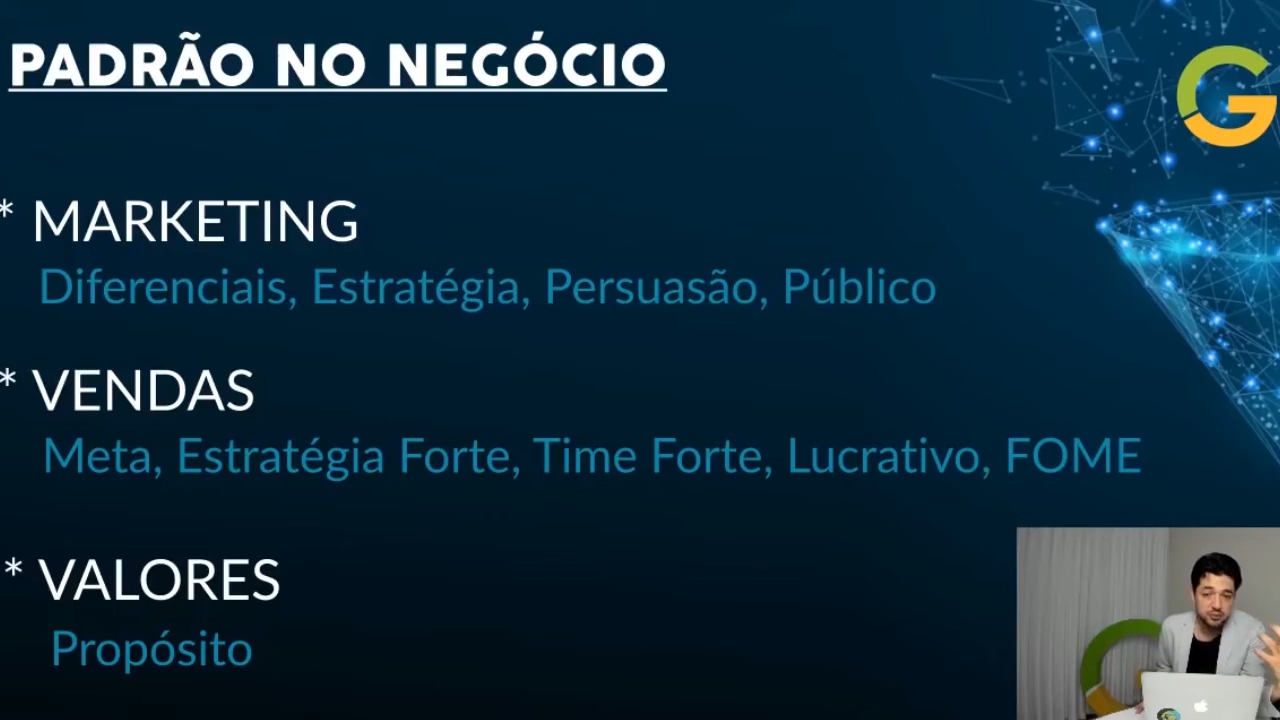 PADRÃO NO NEGÓCIO
G
* MARKETING
Diferenciais, Estratégia, Persuasão, Público
* VENDAS
Meta, Estratégia Forte, Time Forte, Lucrativo, FOME
* VALORES
Propósito